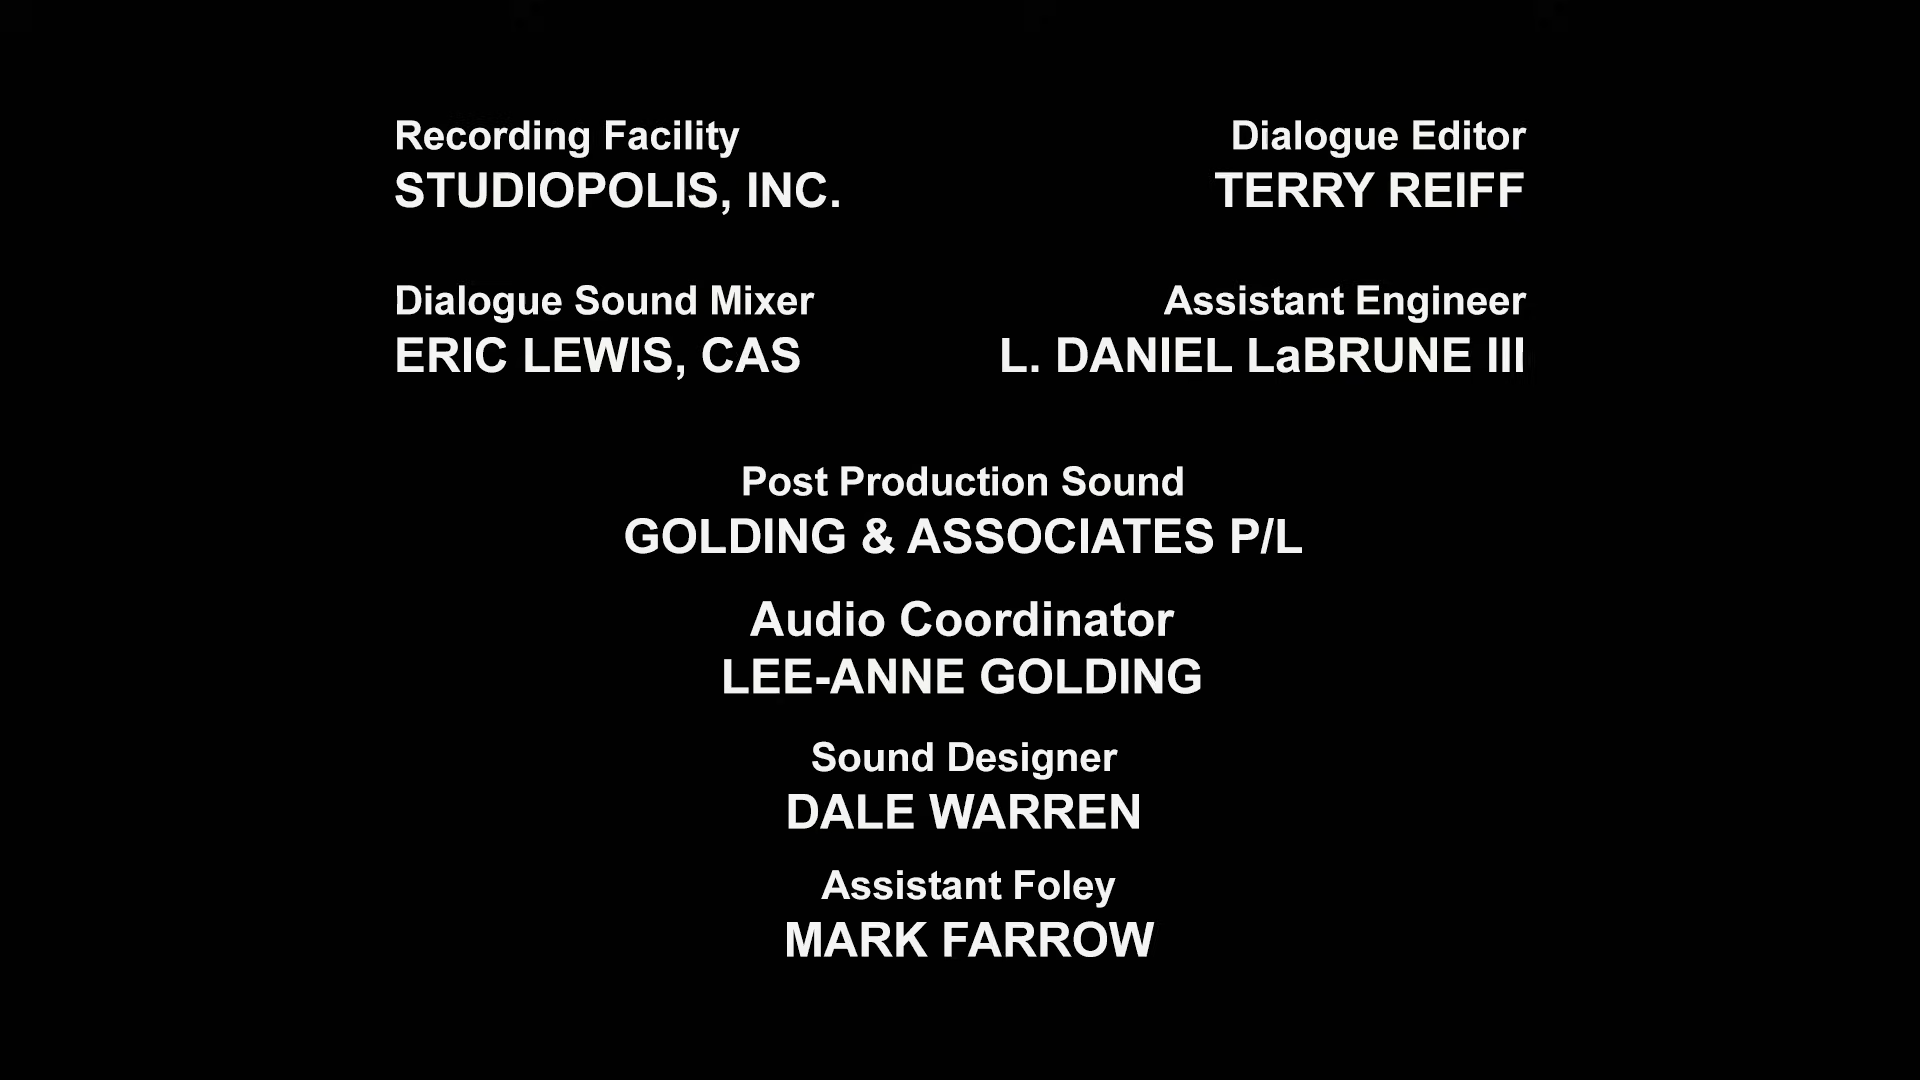 Recording Facility
STUDIOPOLIS, INC.
Dialogue Editor
TERRY REIFF
Dialogue Sound Mixer
ERIC LEWIS, CAS
Assistant Engineer
L. DANIEL LaBRUNE III
Post Production Sound
GOLDING & ASSOCIATES P/L
Audio Coordinator
LEE-ANNE GOLDING
Sound Designer
DALE WARREN
Assistant Foley
MARK FARROW